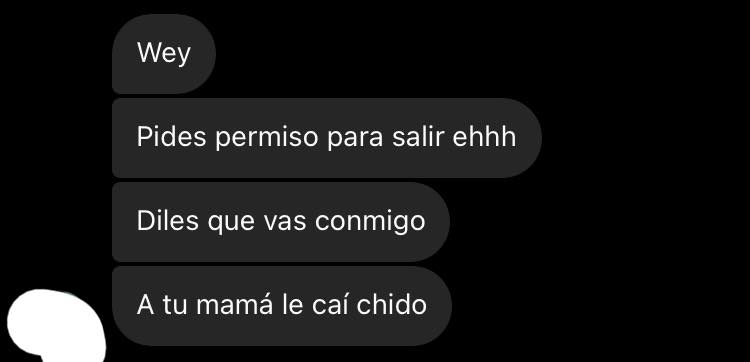 Wey
Pides permiso para salir ehhh
Diles que vas conmigo
A tu mamá le caí chido